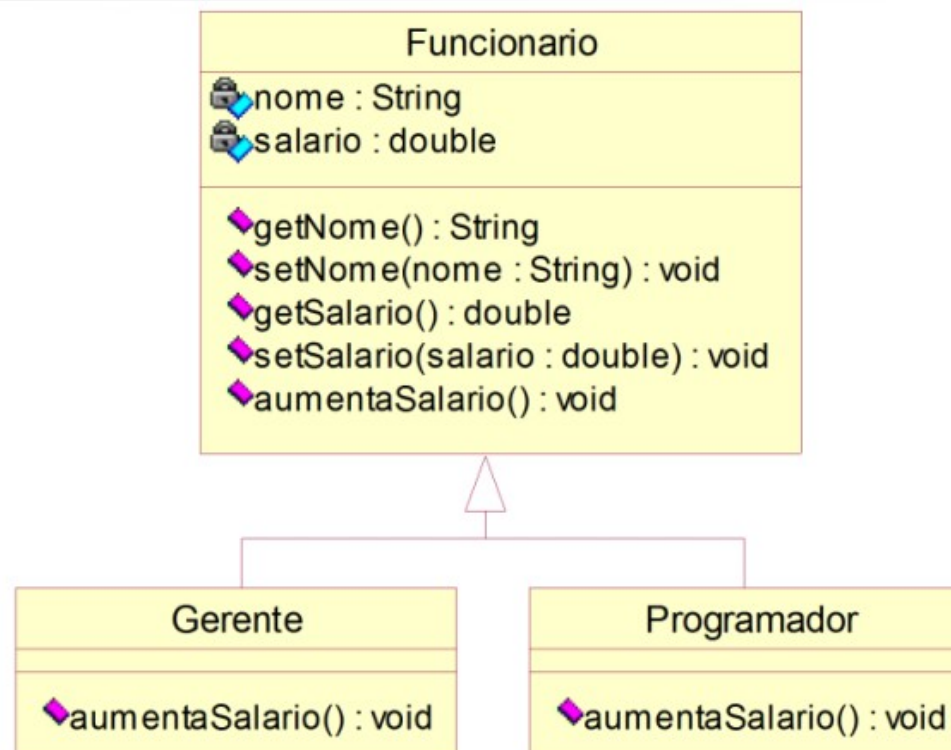 Funcionario
nome : String
salario : double
getNome() : String
setNome(nome : String) : void
getSalario() : double
setSalario(salario : double) : void
aumentaSalario() : void
Gerente
aumentaSalario() : void
Programador
aumentaSalario() : void